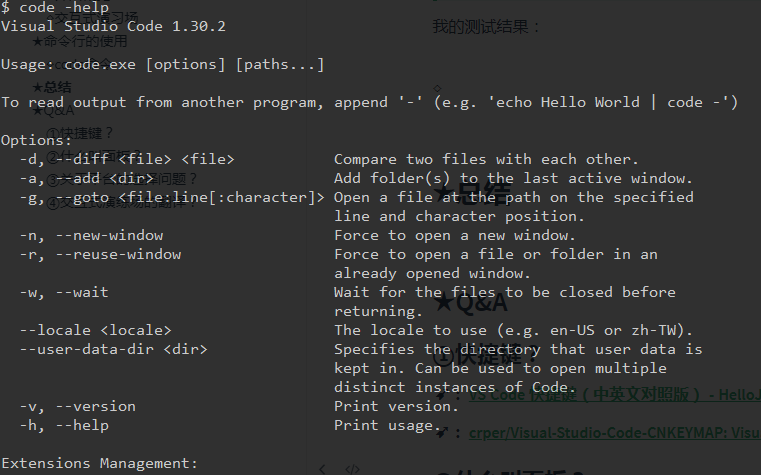 $ code -help
Visual Studio Code 1.30.2
Usage: code.exe [options] [paths...]
To read output from another program, append '-' (e.g. 'echo Hello World | code -')
Options:
-d, --diff <file> <file> Compare two files with each other.
-a, --add <dir> Add folder(s) to the last active window.
-g, --goto <file:line[:character]> Open a file at the path on the specified
line and character position.
-n, --new-window Force to open a new window.
-r, --reuse-window Force to open a file or folder in an
already opened window.
-w, --wait Wait for the files to be closed before
returning.
--locale <locale> The locale to use (e.g. en-US or zh-TW).
--user-data-dir <dir> Specifies the directory that user data is
kept in. Can be used to open multiple
distinct instances of Code.
-v, --version Print version.
-h, --help Print usage.
Extensions Management:
★命令行的使用
★总结
★Q&A
①快捷键？
我的测试结果：
★总结
★Q&A
①快捷键？
VS Code 快捷键（中英文对照版） - HelloJ
crper/Visual-Studio-Code-CNKEYMAP: Visu